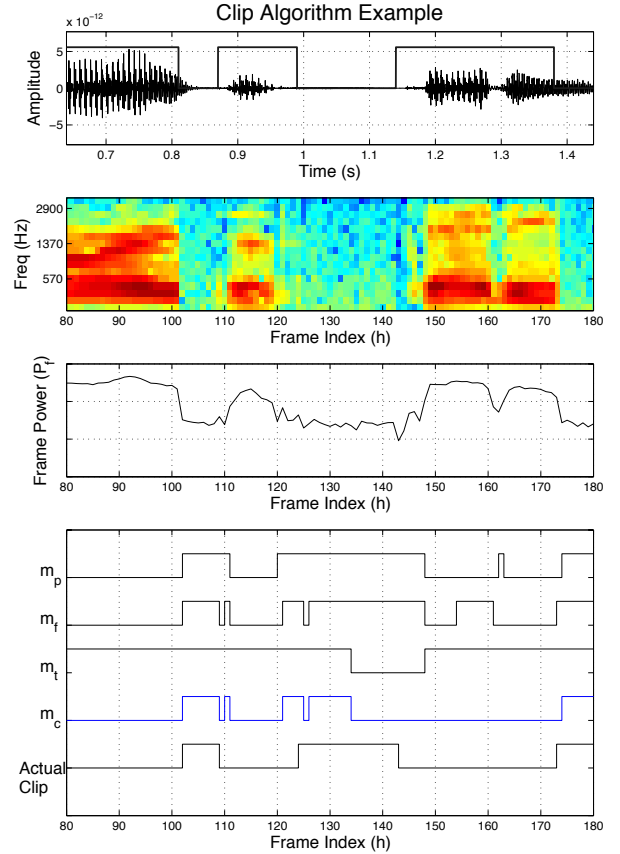 Clip Algorithm Example
x 10⁻¹²
5
0
−5
Amplitude
0.7 0.8 0.9 1 1.1 1.2 1.3 1.4
Time (s)
2900
1370
570
Freq (Hz)
80 90 100 110 120 130 140 150 160 170 180
Frame Index (h)
Frame Power (P_f)
80 90 100 110 120 130 140 150 160 170 180
Frame Index (h)
m_p
m_f
m_t
m_c
Actual
Clip
80 90 100 110 120 130 140 150 160 170 180
Frame Index (h)